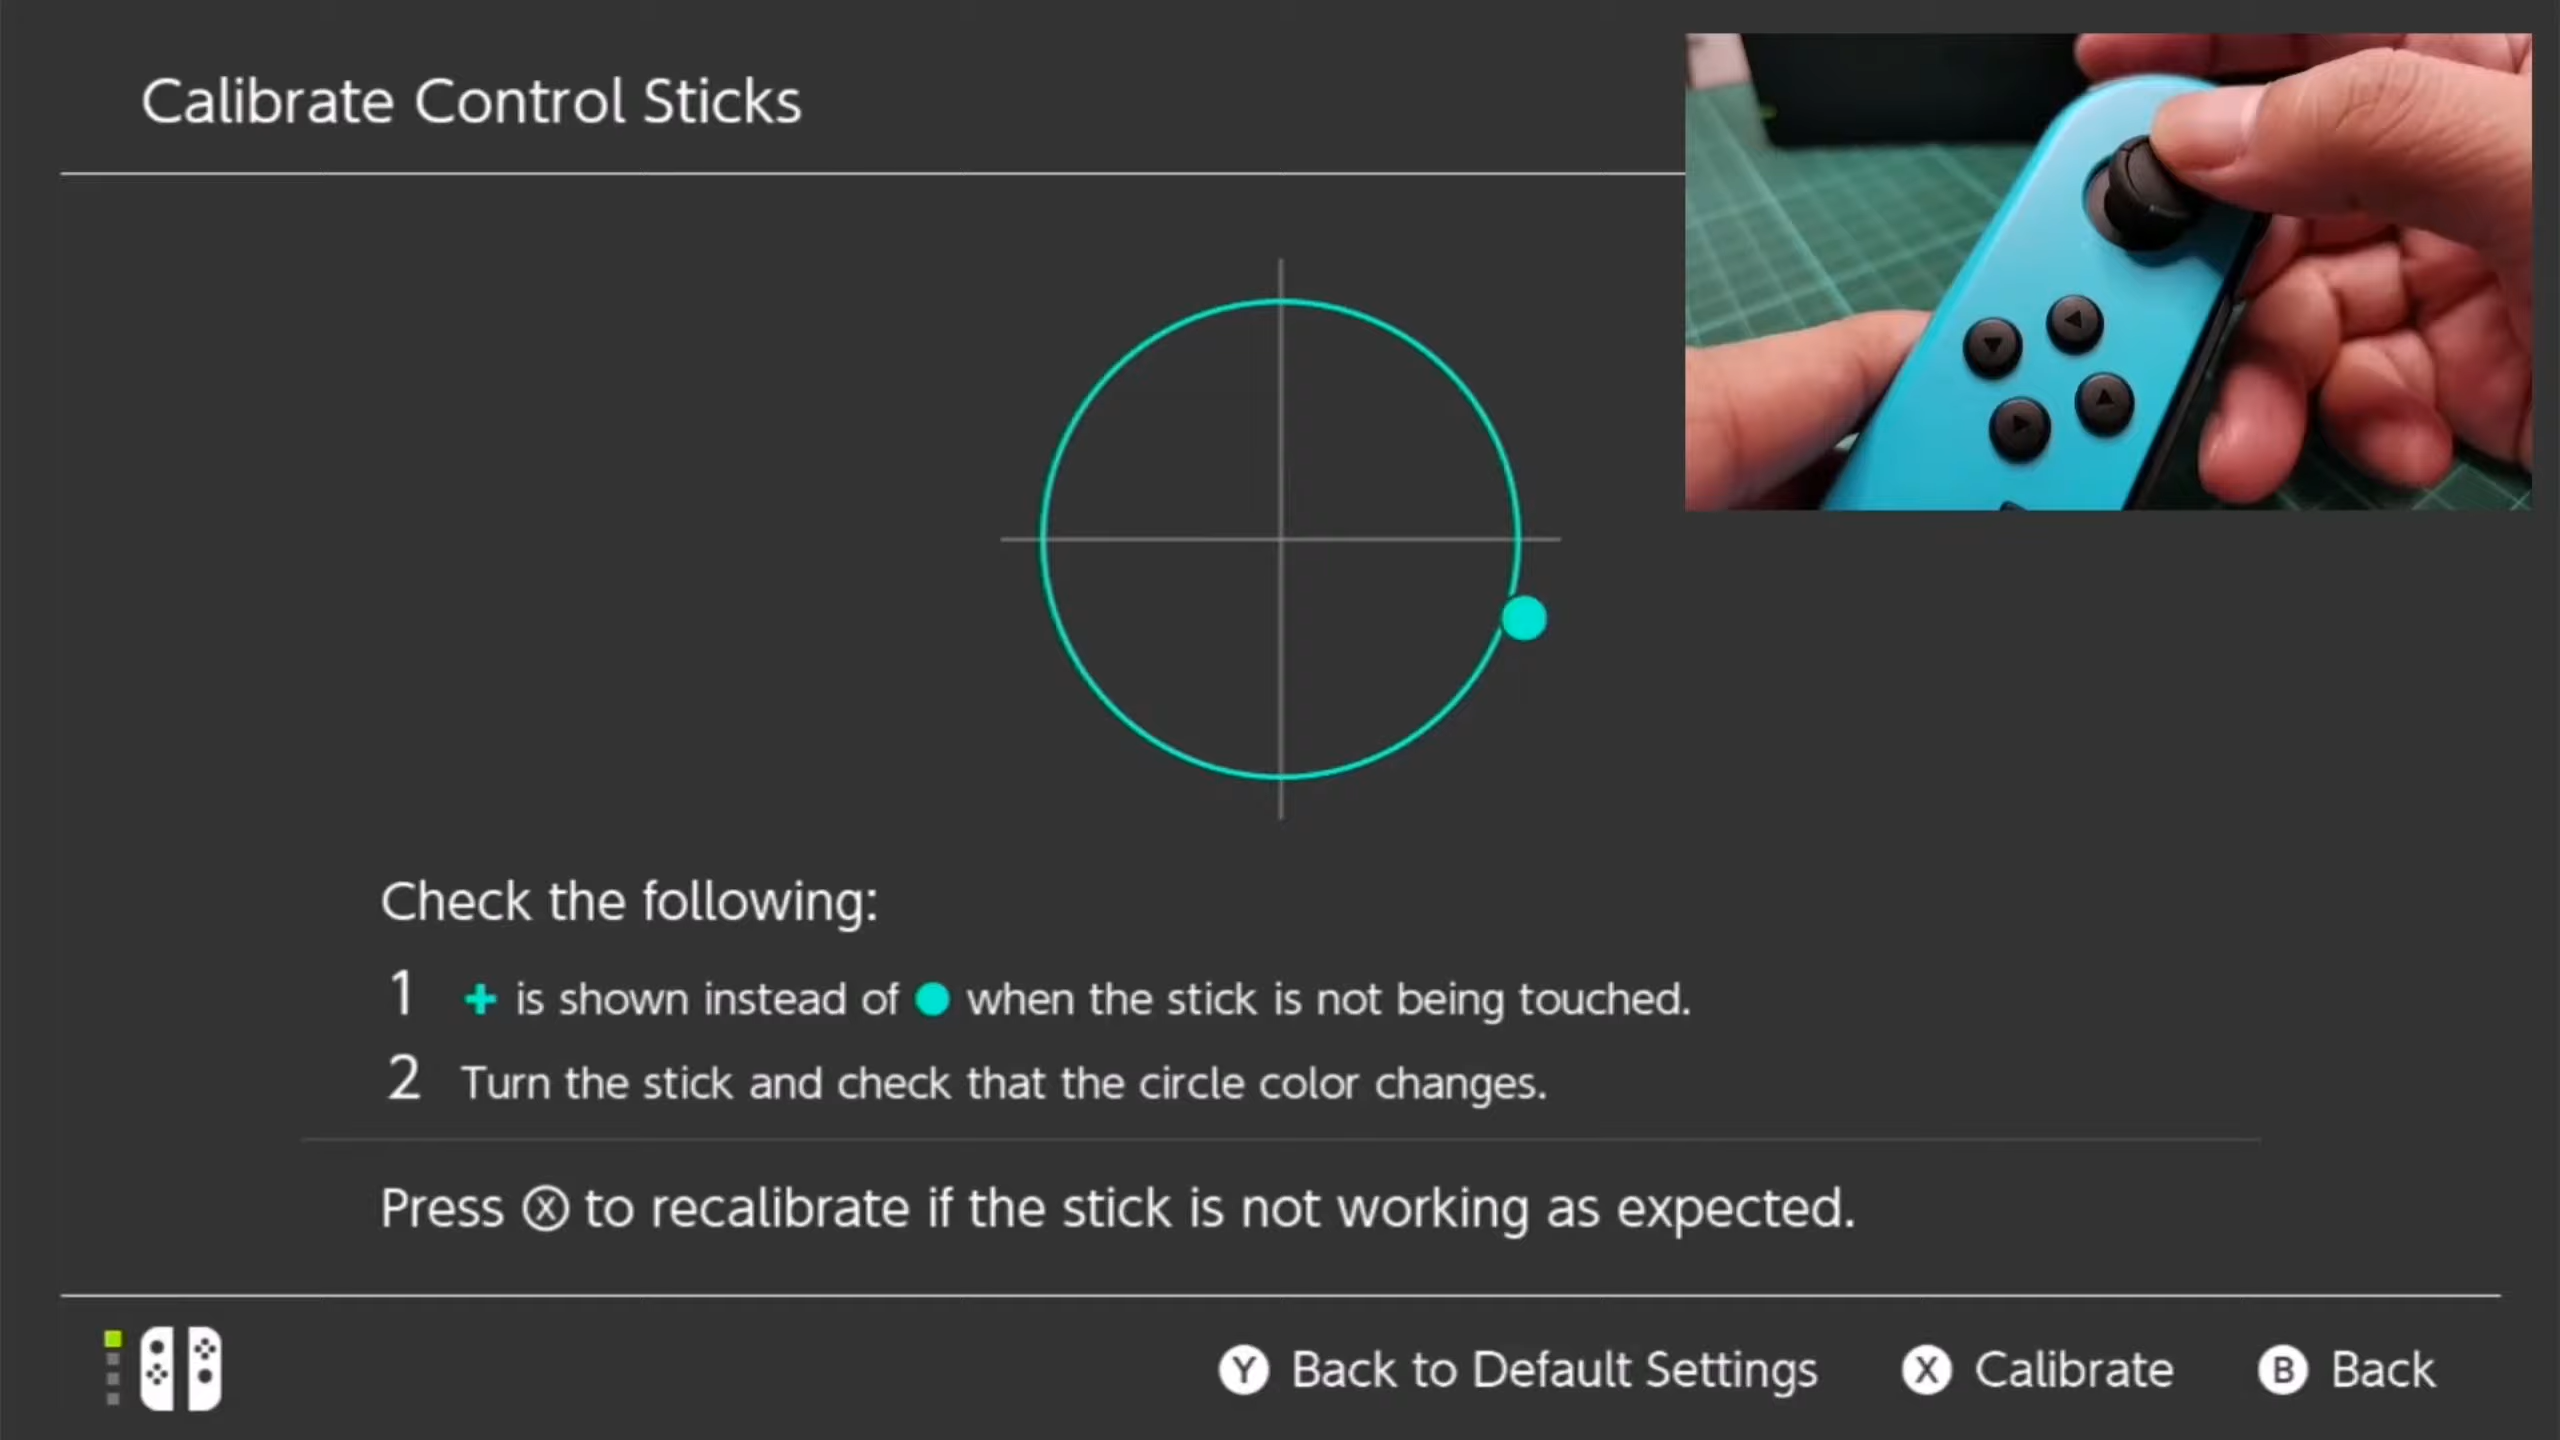 Calibrate Control Sticks
Check the following:
1 + is shown instead of ● when the stick is not being touched.
2 Turn the stick and check that the circle color changes.
Press Ⓧ to recalibrate if the stick is not working as expected.
Y Back to Default Settings X Calibrate B Back